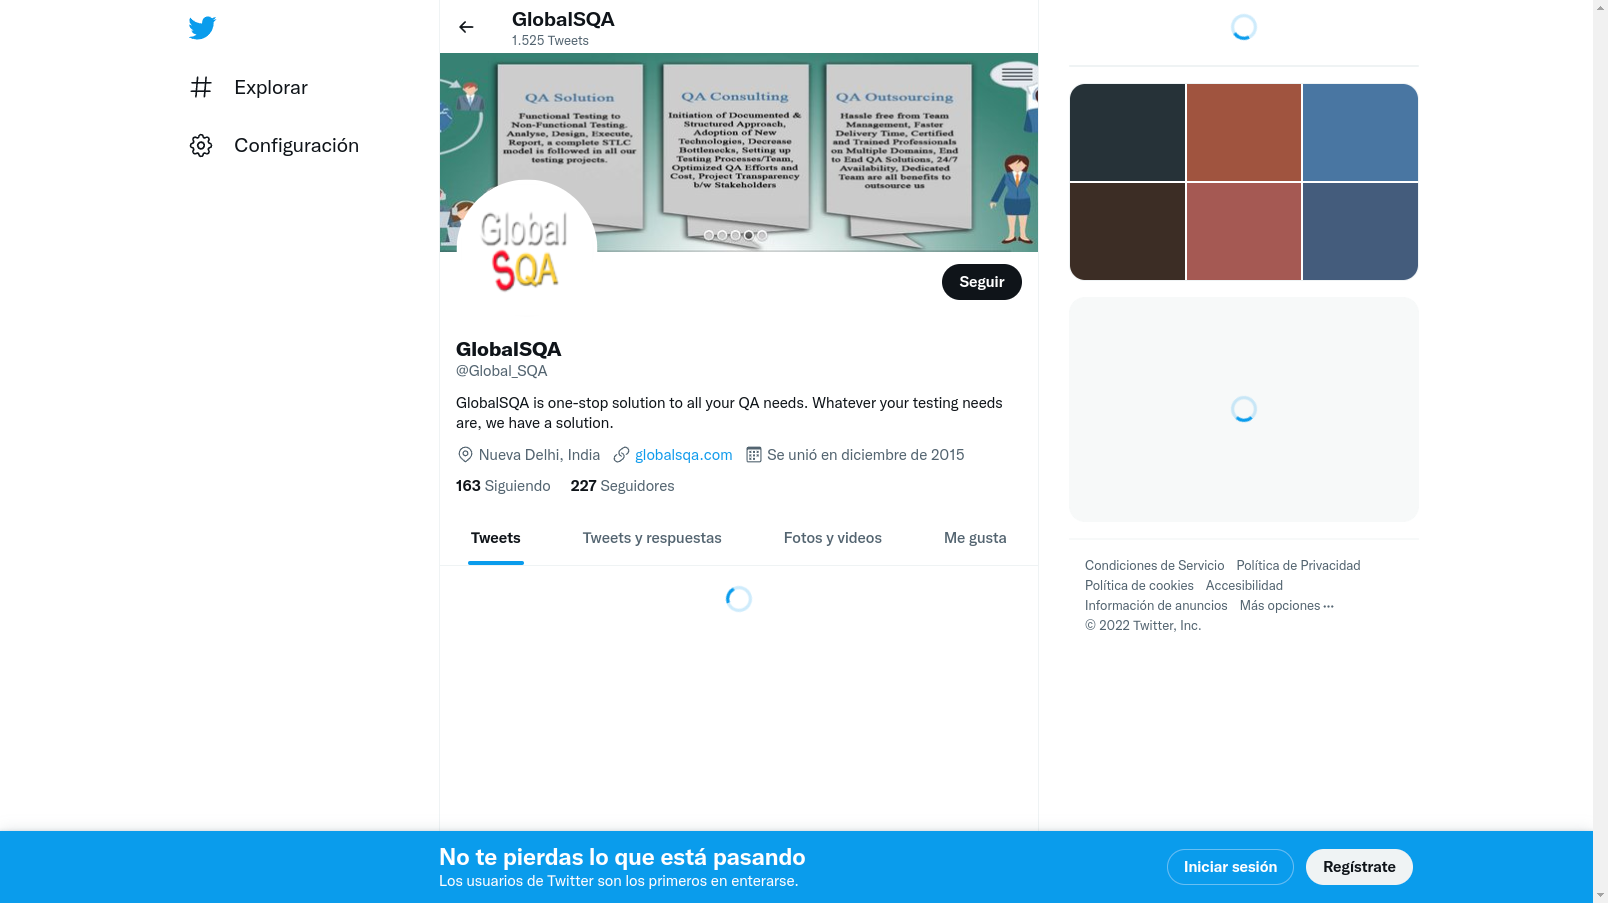 Explorar
Configuración
GlobalSQA
1.525 Tweets
QA Solution
Functional Testing to
Non-Functional Testing.
Analyse, Design, Execute,
Report, a complete STLC
model is followed in all our
testing projects.
QA Consulting
Initiation of Documented &
Structured Approach,
Adoption of New
Technologies, Decrease
Bottlenecks, Setting up
Testing Processes/Team,
Optimized QA Efforts and
Cost, Project Transparency
b/w Stakeholders
QA Outsourcing
Hassle free from Team
Management, Faster
Delivery Time, Certified
and Trained Professionals
on Multiple Domains, End
to End QA Solutions, 24/7
Availability, Dedicated
Team are all benefits to
outsource us
Global
SQA
Seguir
GlobalSQA
@Global_SQA
GlobalSQA is one-stop solution to all your QA needs. Whatever your testing needs
are, we have a solution.
Nueva Delhi, India globalsqa.com Se unió en diciembre de 2015
163 Siguiendo 227 Seguidores
Tweets Tweets y respuestas Fotos y videos Me gusta
Condiciones de Servicio Política de Privacidad
Política de cookies Accesibilidad
Información de anuncios Más opciones ···
© 2022 Twitter, Inc.
No te pierdas lo que está pasando
Los usuarios de Twitter son los primeros en enterarse.
Iniciar sesión
Regístrate